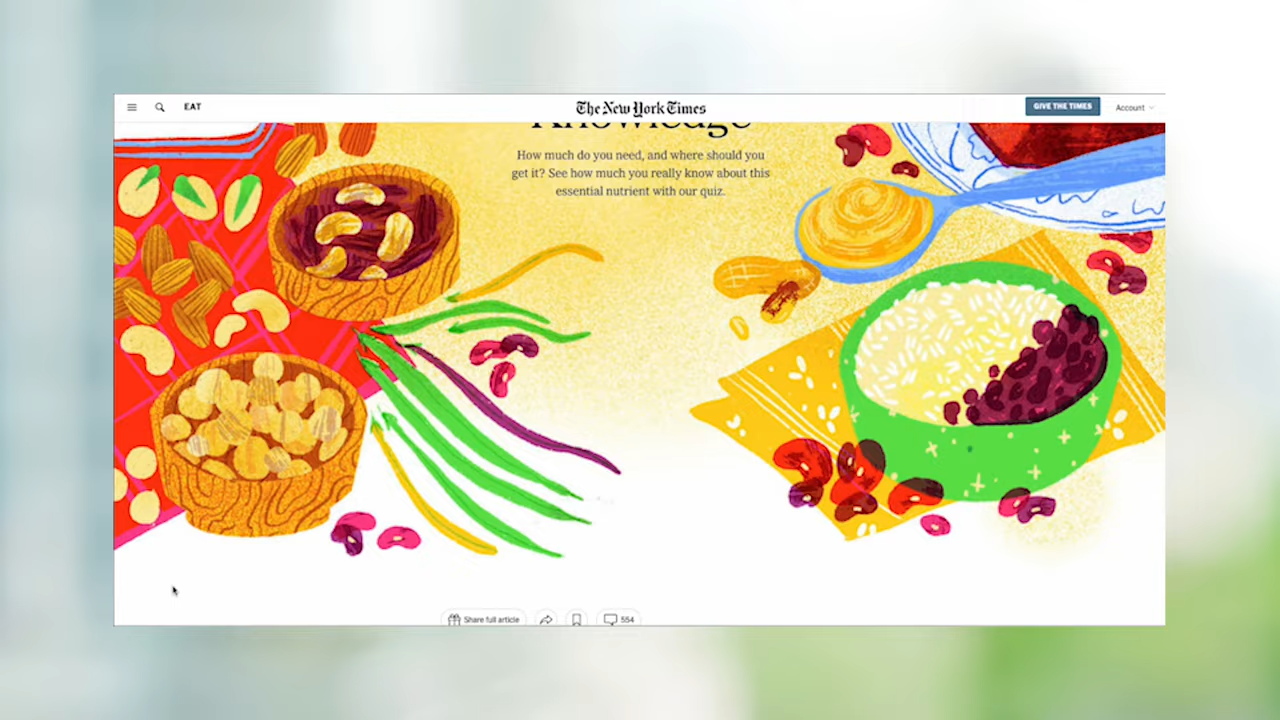 EAT
The New York Times
GIVE THE TIMES
Account
Knowledge
How much do you need, and where should you
get it? See how much you really know about this
essential nutrient with our quiz.
Share full article
554